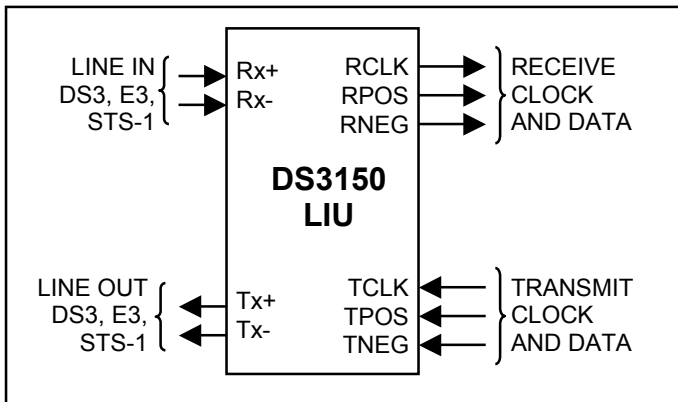 LINE IN
DS3, E3,
STS-1
Rx+
Rx-
RCLK
RPOS
RNEG
RECEIVE
CLOCK
AND DATA
DS3150
LIU
LINE OUT
DS3, E3,
STS-1
Tx+
Tx-
TCLK
TPOS
TNEG
TRANSMIT
CLOCK
AND DATA